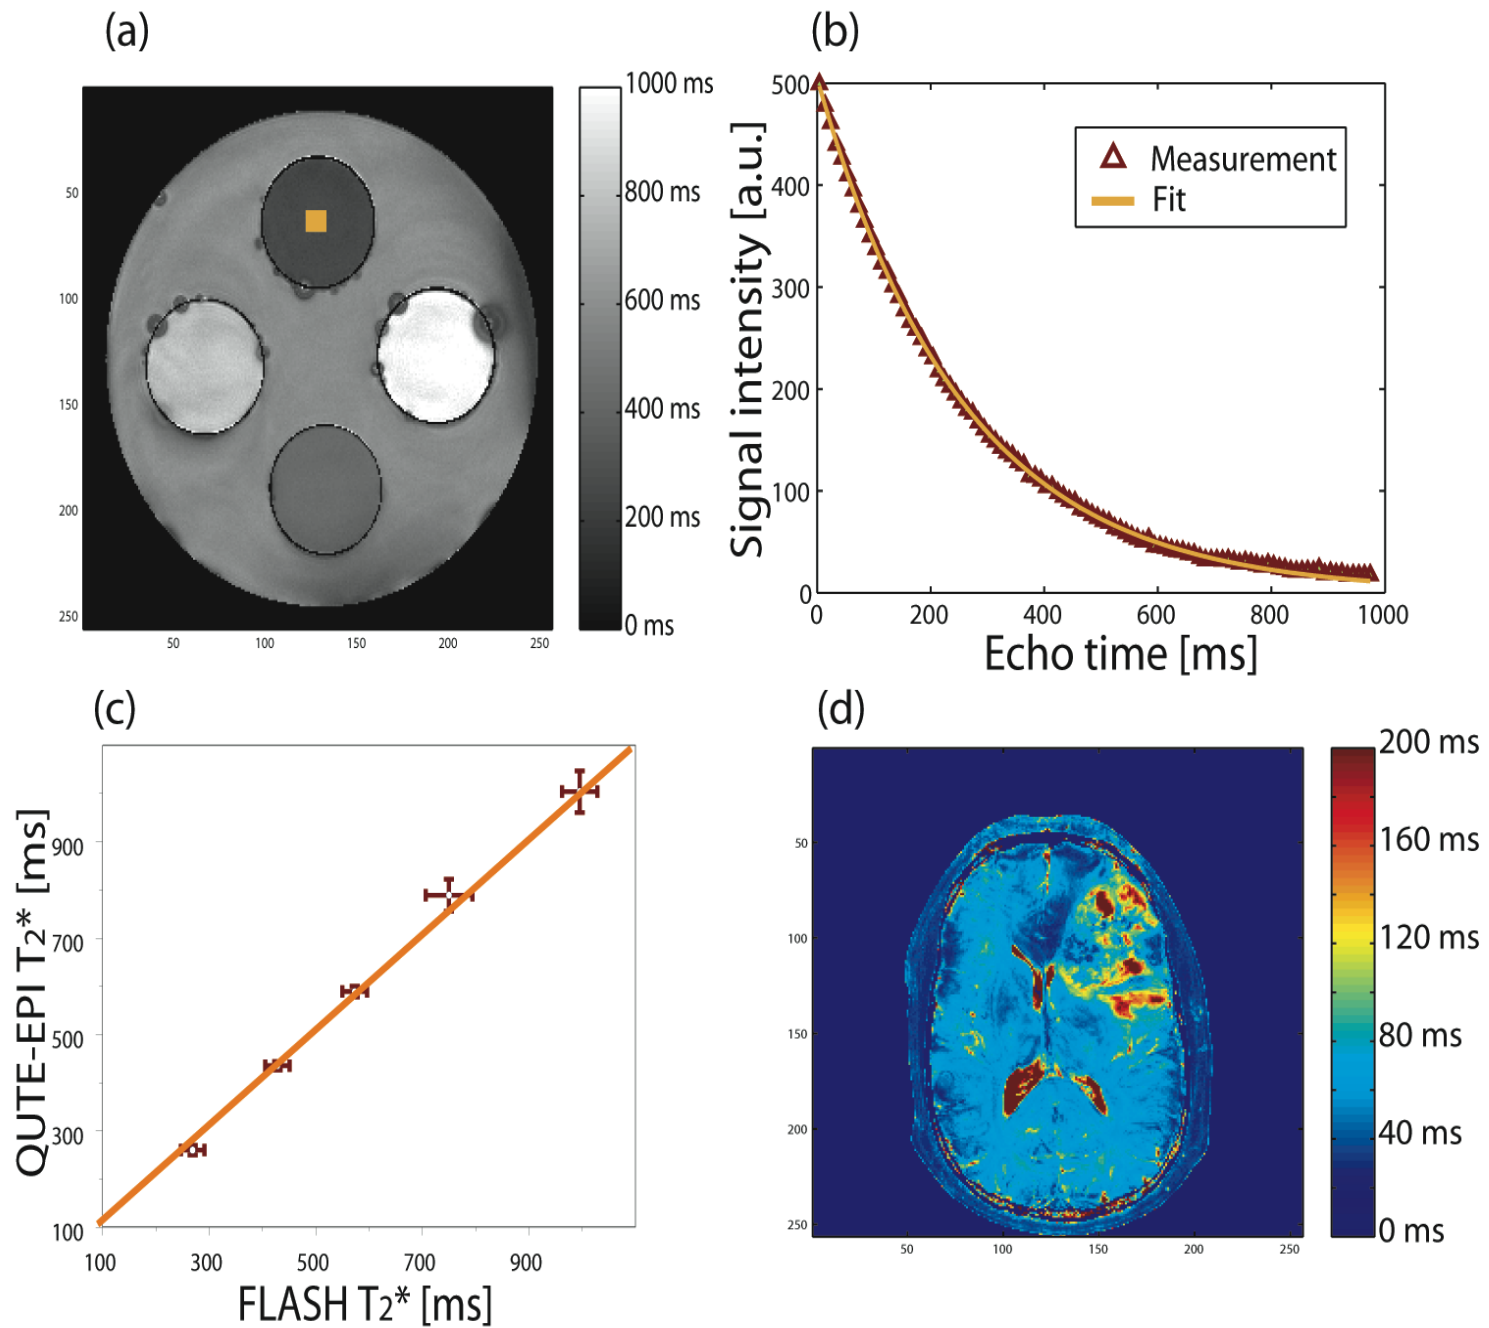 (a)
1000 ms
800 ms
600 ms
400 ms
200 ms
0 ms
50
100
150
200
250
50
100
150
200
250
(b)
Signal intensity [a.u.]
500
400
300
200
100
0
Measurement
Fit
0
200
400
600
800
1000
Echo time [ms]
(c)
QUTE-EPI T2* [ms]
900
700
500
300
100
100
300
500
700
900
FLASH T2* [ms]
(d)
200 ms
160 ms
120 ms
80 ms
40 ms
0 ms
50
100
150
200
250
50
100
150
200
250